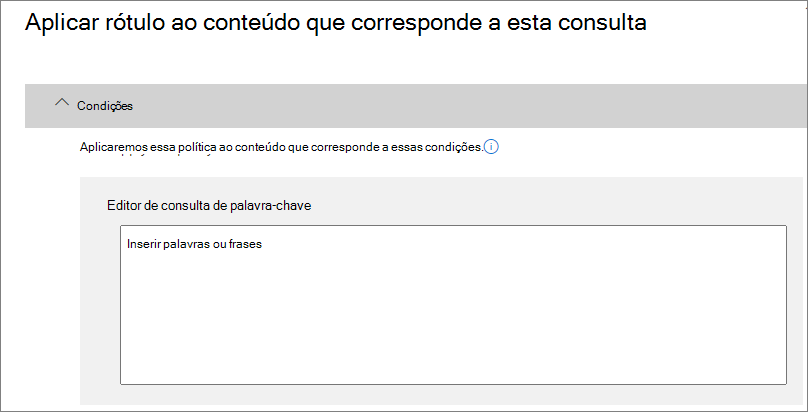 Aplicar rótulo ao conteúdo que corresponde a esta consulta
Condições
Aplicaremos essa política ao conteúdo que corresponde a essas condições.
Editor de consulta de palavra-chave
Inserir palavras ou frases